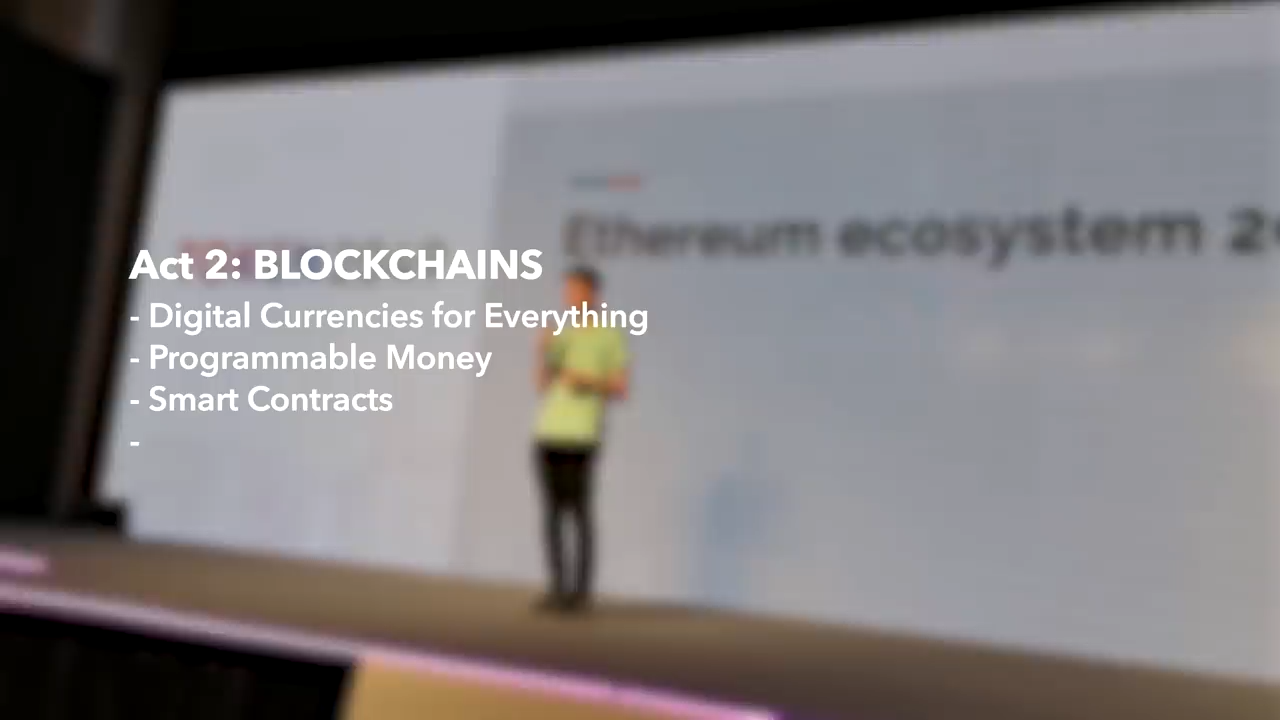 Ethereum ecosystem
Act 2: BLOCKCHAINS
- Digital Currencies for Everything
- Programmable Money
- Smart Contracts
-